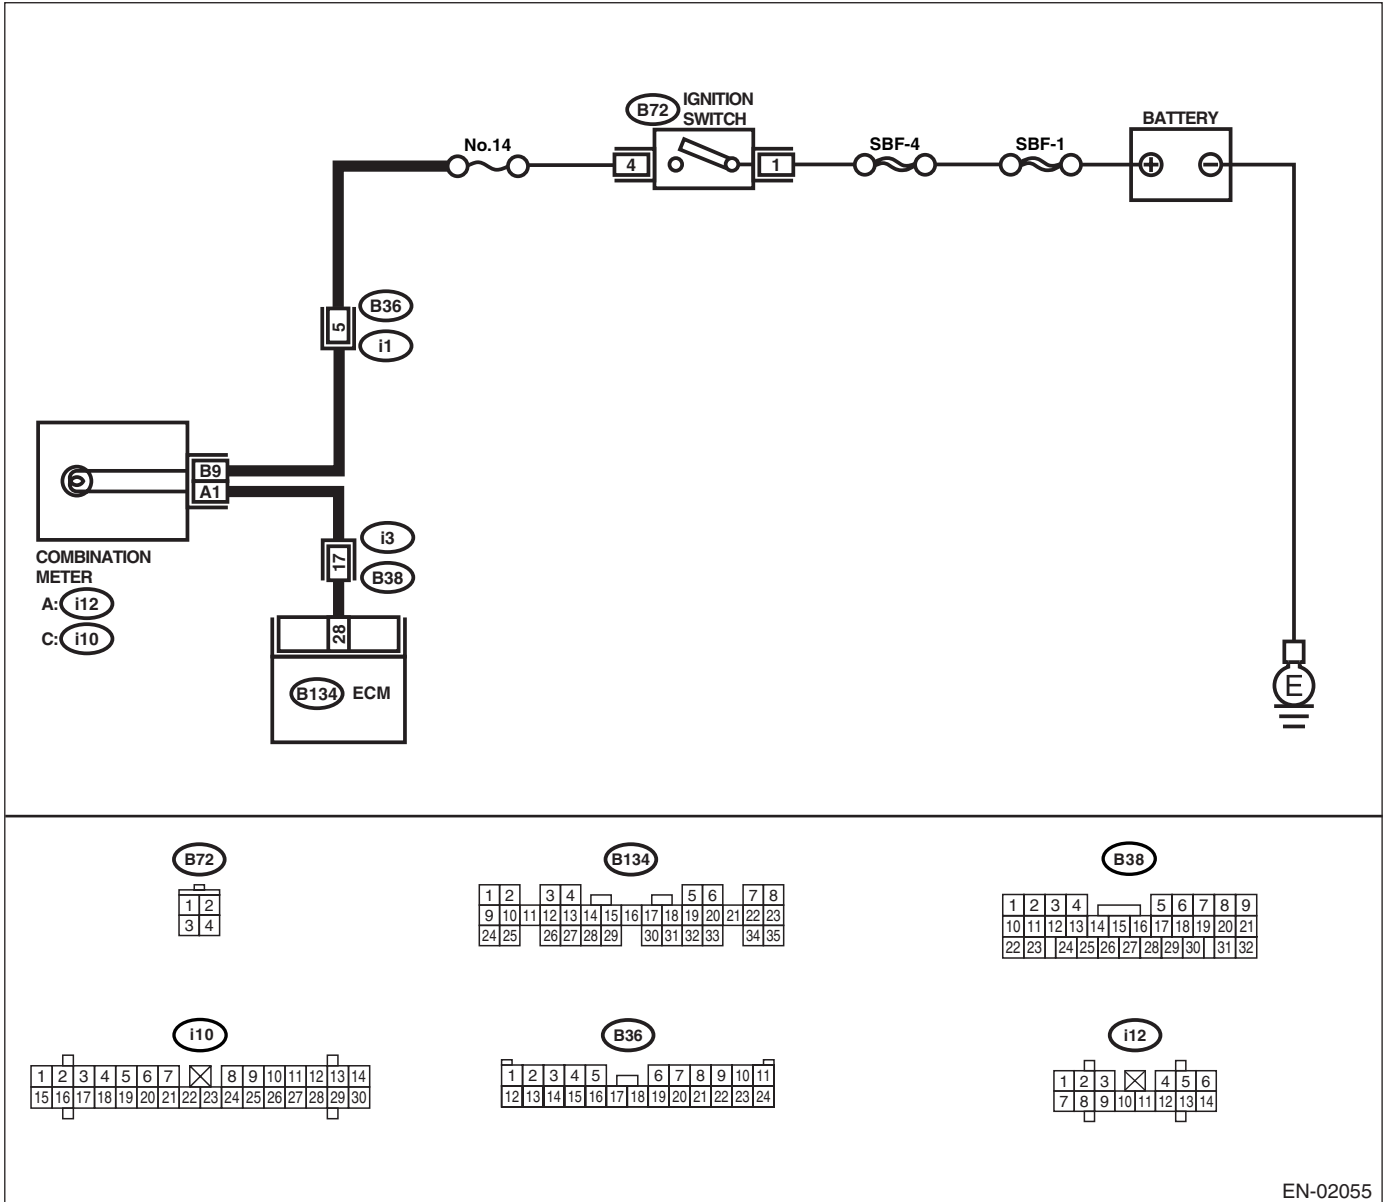 IGNITION
SWITCH
B72
BATTERY
No.14
4
1
SBF-4
SBF-1
+
−
B36
5
i1
B9
A1
COMBINATION
METER
A: i12
C: i10
i3
17
B38
28
B134 ECM
E
B72
1 2
3 4
B134
1 2 3 4 5 6 7 8
9 10 11 12 13 14 15 16 17 18 19 20 21 22 23
24 25 26 27 28 29 30 31 32 33 34 35
B38
1 2 3 4 5 6 7 8 9
10 11 12 13 14 15 16 17 18 19 20 21
22 23 24 25 26 27 28 29 30 31 32
i10
1 2 3 4 5 6 7 8 9 10 11 12 13 14
15 16 17 18 19 20 21 22 23 24 25 26 27 28 29 30
B36
1 2 3 4 5 6 7 8 9 10 11
12 13 14 15 16 17 18 19 20 21 22 23 24
i12
1 2 3 4 5 6
7 8 9 10 11 12 13 14
EN-02055